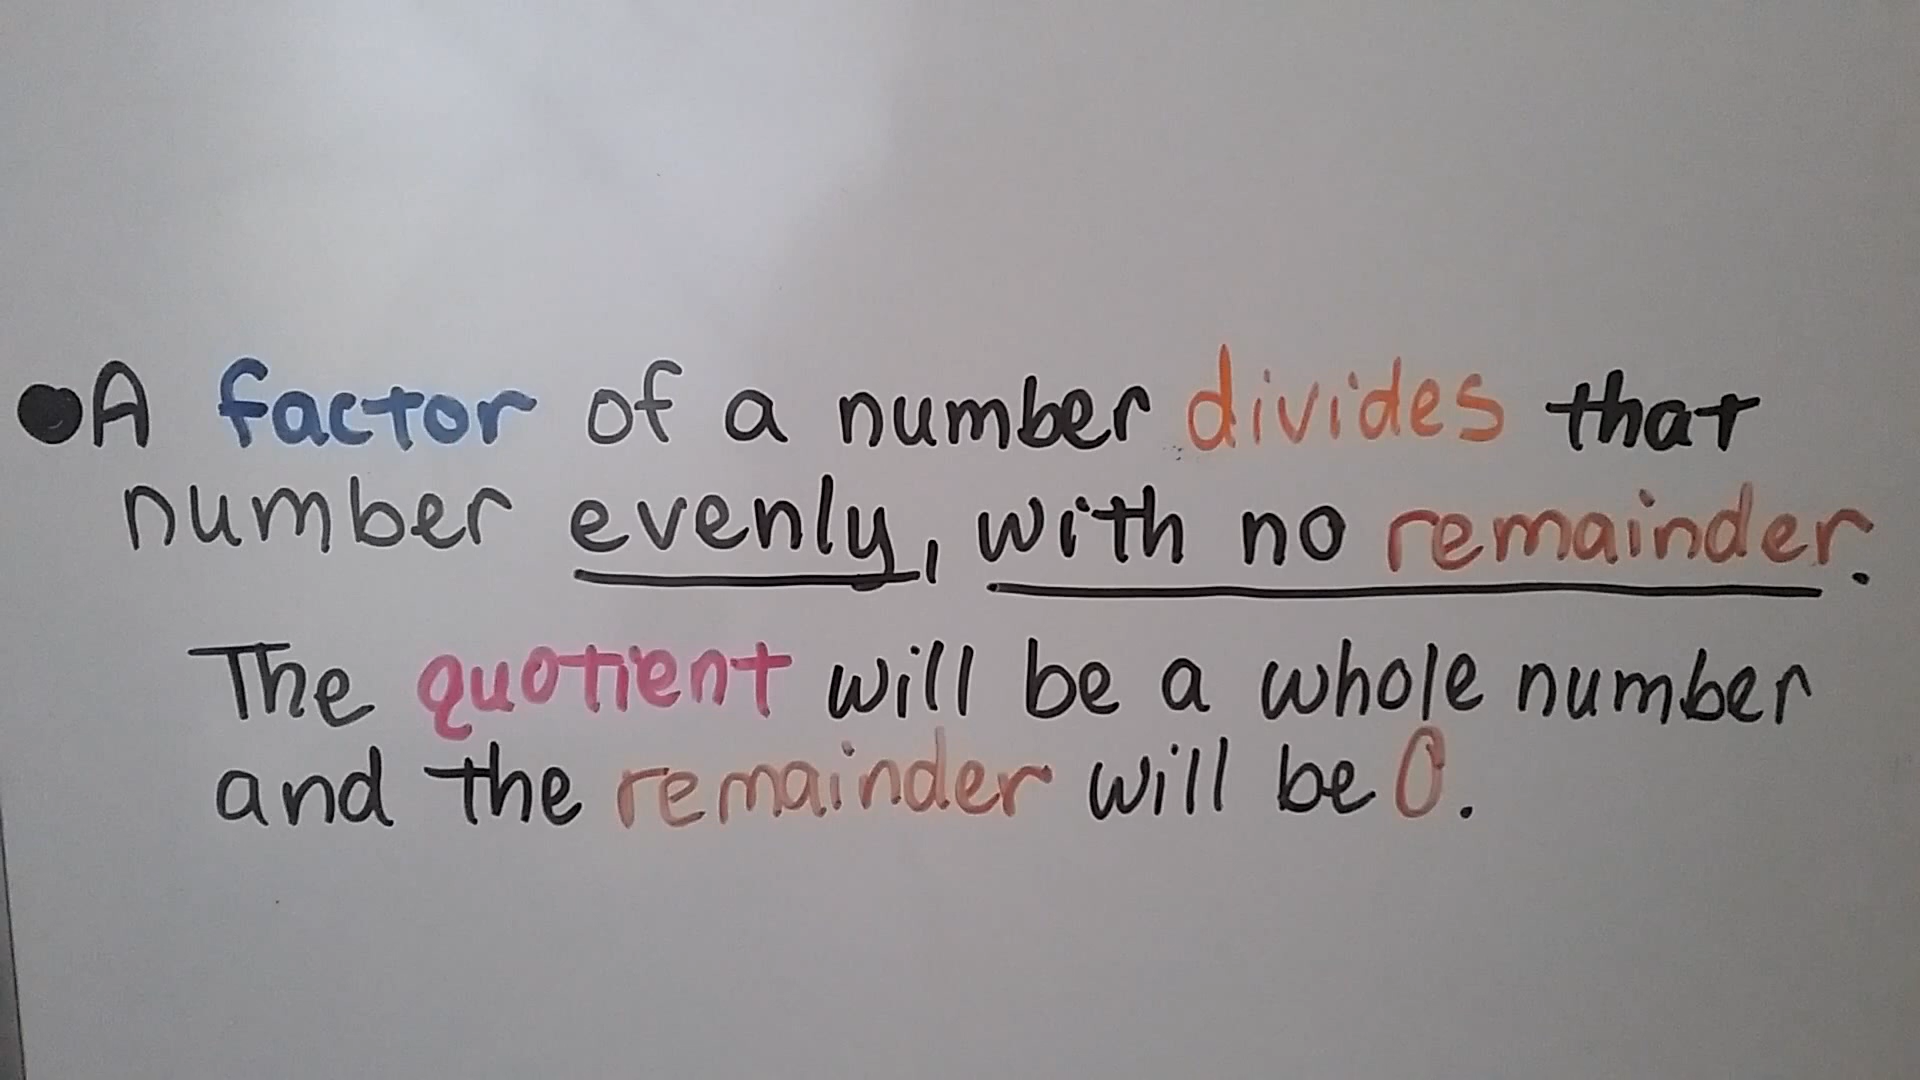 ●A factor of a number divides that
number evenly, with no remainder.
The quotient will be a whole number
and the remainder will be 0.